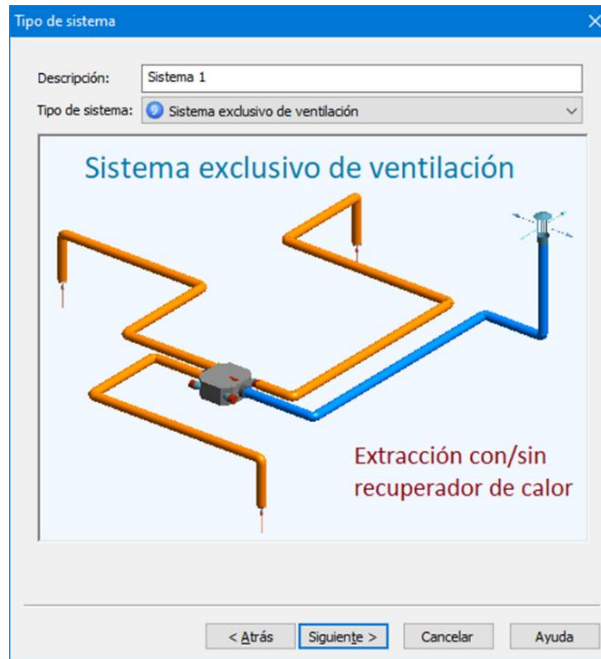 Tipo de sistema
Descripción: Sistema 1
Tipo de sistema: 9 Sistema exclusivo de ventilación
Sistema exclusivo de ventilación
Extracción con/sin
recuperador de calor
< Atrás Siguiente > Cancelar Ayuda